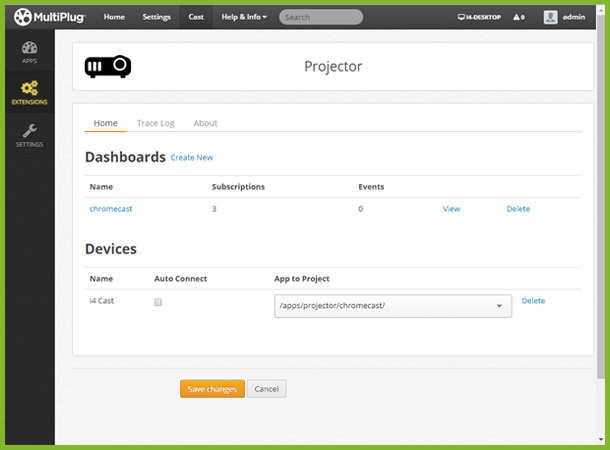 MultiPlug® Home Settings Cast Help & Info Search I4-DESKTOP 0 admin
APPS
EXTENSIONS
SETTINGS
Projector
Home Trace Log About
Dashboards Create New
Name Subscriptions Events
chromecast 3 0 View Delete
Devices
Name Auto Connect App to Project
i4 Cast /apps/projector/chromecast/ Delete
Save changes Cancel